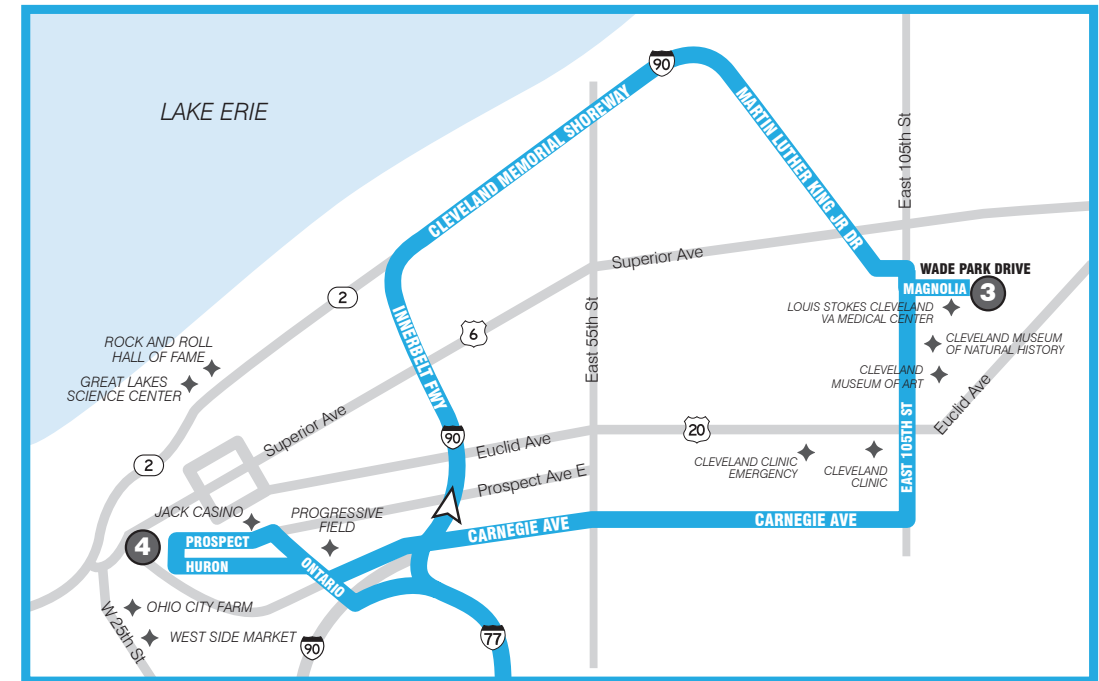 90
LAKE ERIE
CLEVELAND MEMORIAL SHOREWAY
MARTIN LUTHER KING JR DR
East 105th St
Superior Ave
WADE PARK DRIVE
MAGNOLIA
3
2
LOUIS STOKES CLEVELAND
VA MEDICAL CENTER
6
INNERBELT FWY
East 55th St
ROCK AND ROLL
HALL OF FAME
CLEVELAND MUSEUM
OF NATURAL HISTORY
GREAT LAKES
SCIENCE CENTER
CLEVELAND
MUSEUM OF ART
Euclid Ave
Superior Ave
20
90
Euclid Ave
EAST 105TH ST
2
CLEVELAND CLINIC
EMERGENCY
CLEVELAND
CLINIC
Prospect Ave E
JACK CASINO
PROGRESSIVE
FIELD
CARNEGIE AVE
CARNEGIE AVE
4
PROSPECT
HURON
ONTARIO
OHIO CITY FARM
W 25th St
WEST SIDE MARKET
90
77